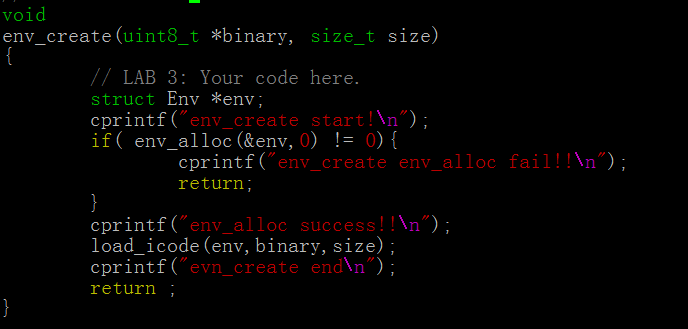 void
env_create(uint8_t *binary, size_t size)
{
        // LAB 3: Your code here.
        struct Env *env;
        cprintf("env_create start!\n");
        if( env_alloc(&env,0) != 0){
                cprintf("env_create env_alloc fail!!\n");
                return;
        }
        cprintf("env_alloc success!!\n");
        load_icode(env,binary,size);
        cprintf("evn_create end\n");
        return ;
}